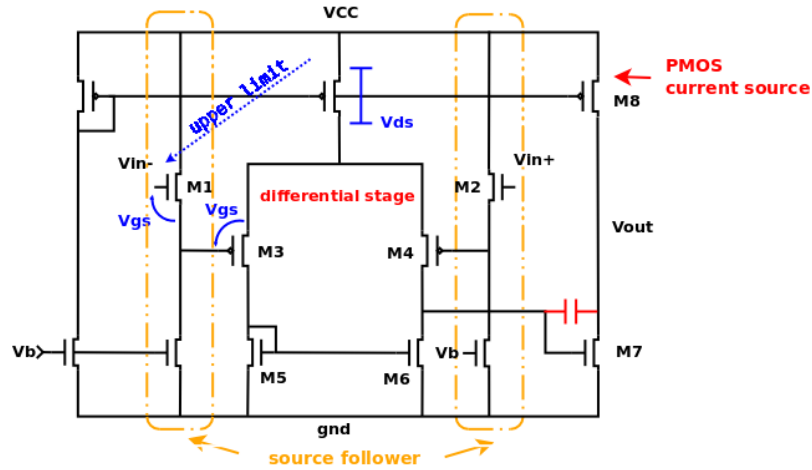 VCC
PMOS
current source
M8
upper limit
Vds
Vin-
M1
M2
Vin+
Vgs
Vgs
differential stage
Vout
M3
M4
Vb
Vb
M5
M6
M7
gnd
source follower